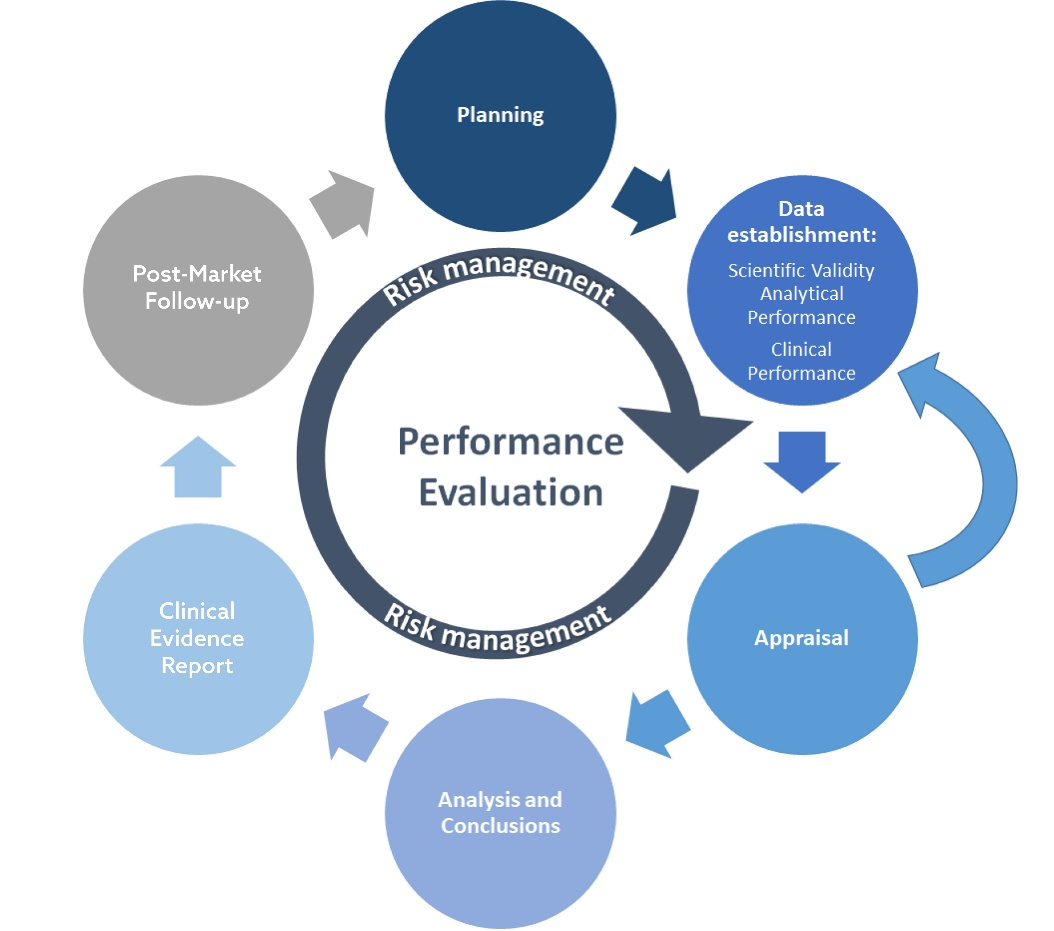 Planning
Data
establishment:
Scientific Validity
Analytical
Performance
Clinical
Performance
Appraisal
Analysis and
Conclusions
Clinical
Evidence
Report
Post-Market
Follow-up
Risk management
Performance
Evaluation
Risk management